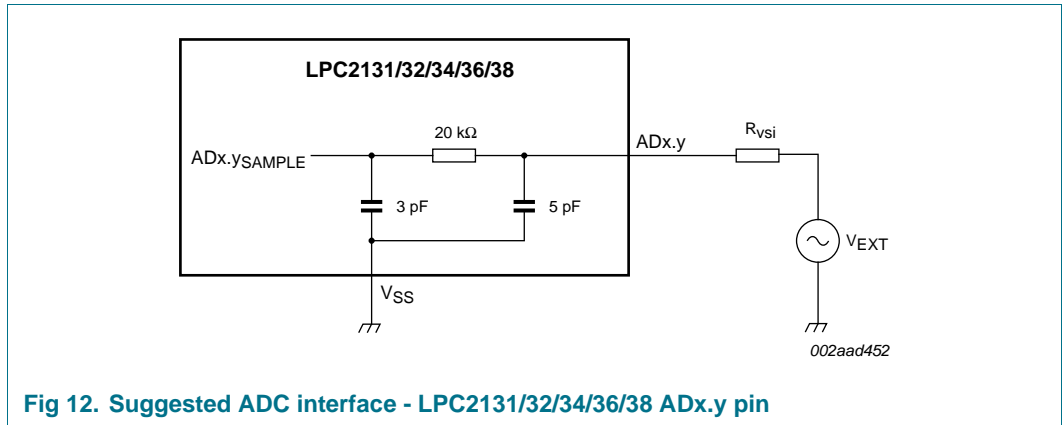 LPC2131/32/34/36/38
20 kΩ
ADx.y
Rvsi
ADx.ySAMPLE
3 pF
5 pF
VEXT
VSS
002aad452
Fig 12. Suggested ADC interface - LPC2131/32/34/36/38 ADx.y pin